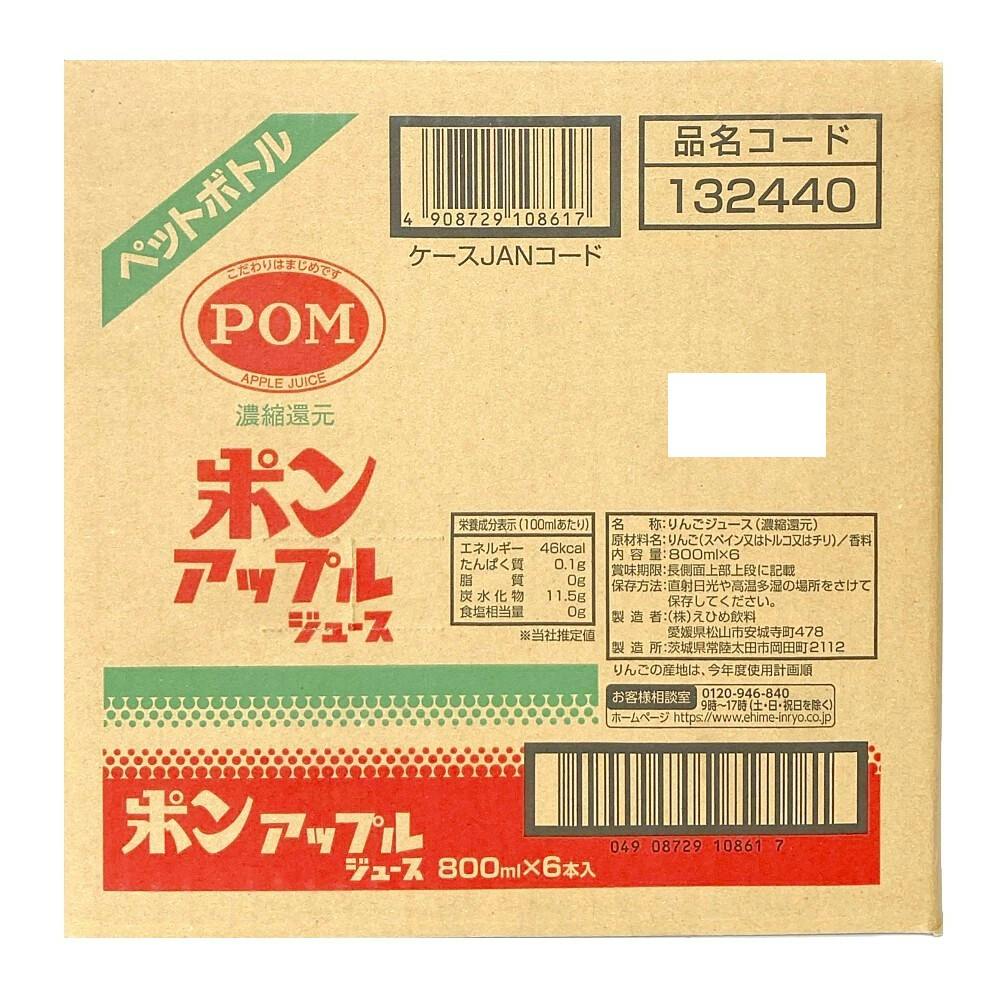 ペットボトル
4 908729 108617
ケースJANコード
品名コード
132440
こだわりはまじめです
POM
APPLE JUICE
濃縮還元
ポン
アップル
ジュース
栄養成分表示(100mlあたり)
エネルギー 46kcal
たんぱく質 0.1g
脂質 0g
炭水化物 11.5g
食塩相当量 0g
※当社推定値
名称:りんごジュース(濃縮還元)
原材料名:りんご(スペイン又はトルコ又はチリ)/香料
内容量:800ml×6
賞味期限:長側面上部上段に記載
保存方法:直射日光や高温多湿の場所をさけて
保存してください。
製造者:(株)えひめ飲料
愛媛県松山市安城寺町478
製造所:茨城県常陸太田市岡田町2112
りんごの産地は、今年度使用計画順
お客様相談室 0120-946-840
9時〜17時(土・日・祝日を除く)
ホームページ https://www.ehime-inryo.co.jp
ポン アップル
ジュース 800ml×6本入
049 08729 10861 7